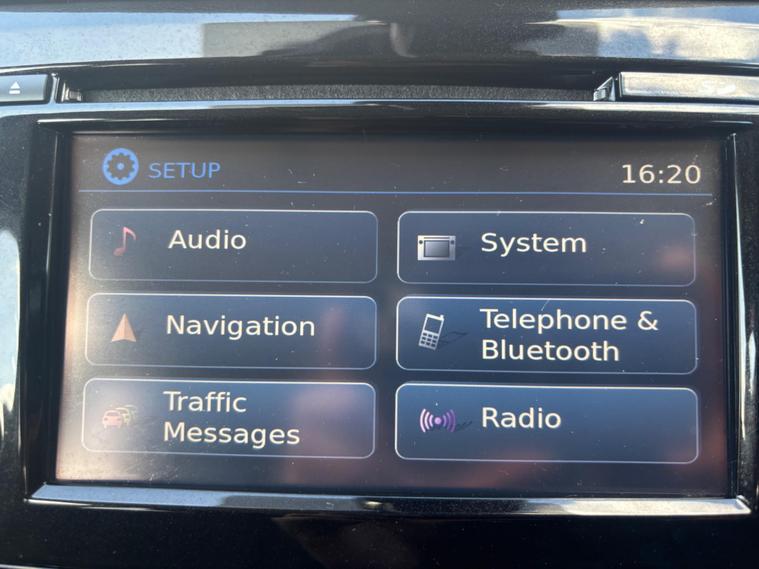 SETUP
16:20
Audio
System
Navigation
Telephone &
Bluetooth
Traffic
Messages
Radio